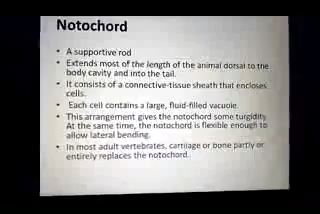 Notochord
• A supportive rod
• Extends most of the length of the animal dorsal to the
body cavity and into the tail.
• It consists of a connective-tissue sheath that encloses
cells.
• Each cell contains a large, fluid-filled vacuole.
• This arrangement gives the notochord some turgidity.
At the same time, the notochord is flexible enough to
allow lateral bending.
• In most adult vertebrates, cartilage or bone partly or
entirely replaces the notochord.